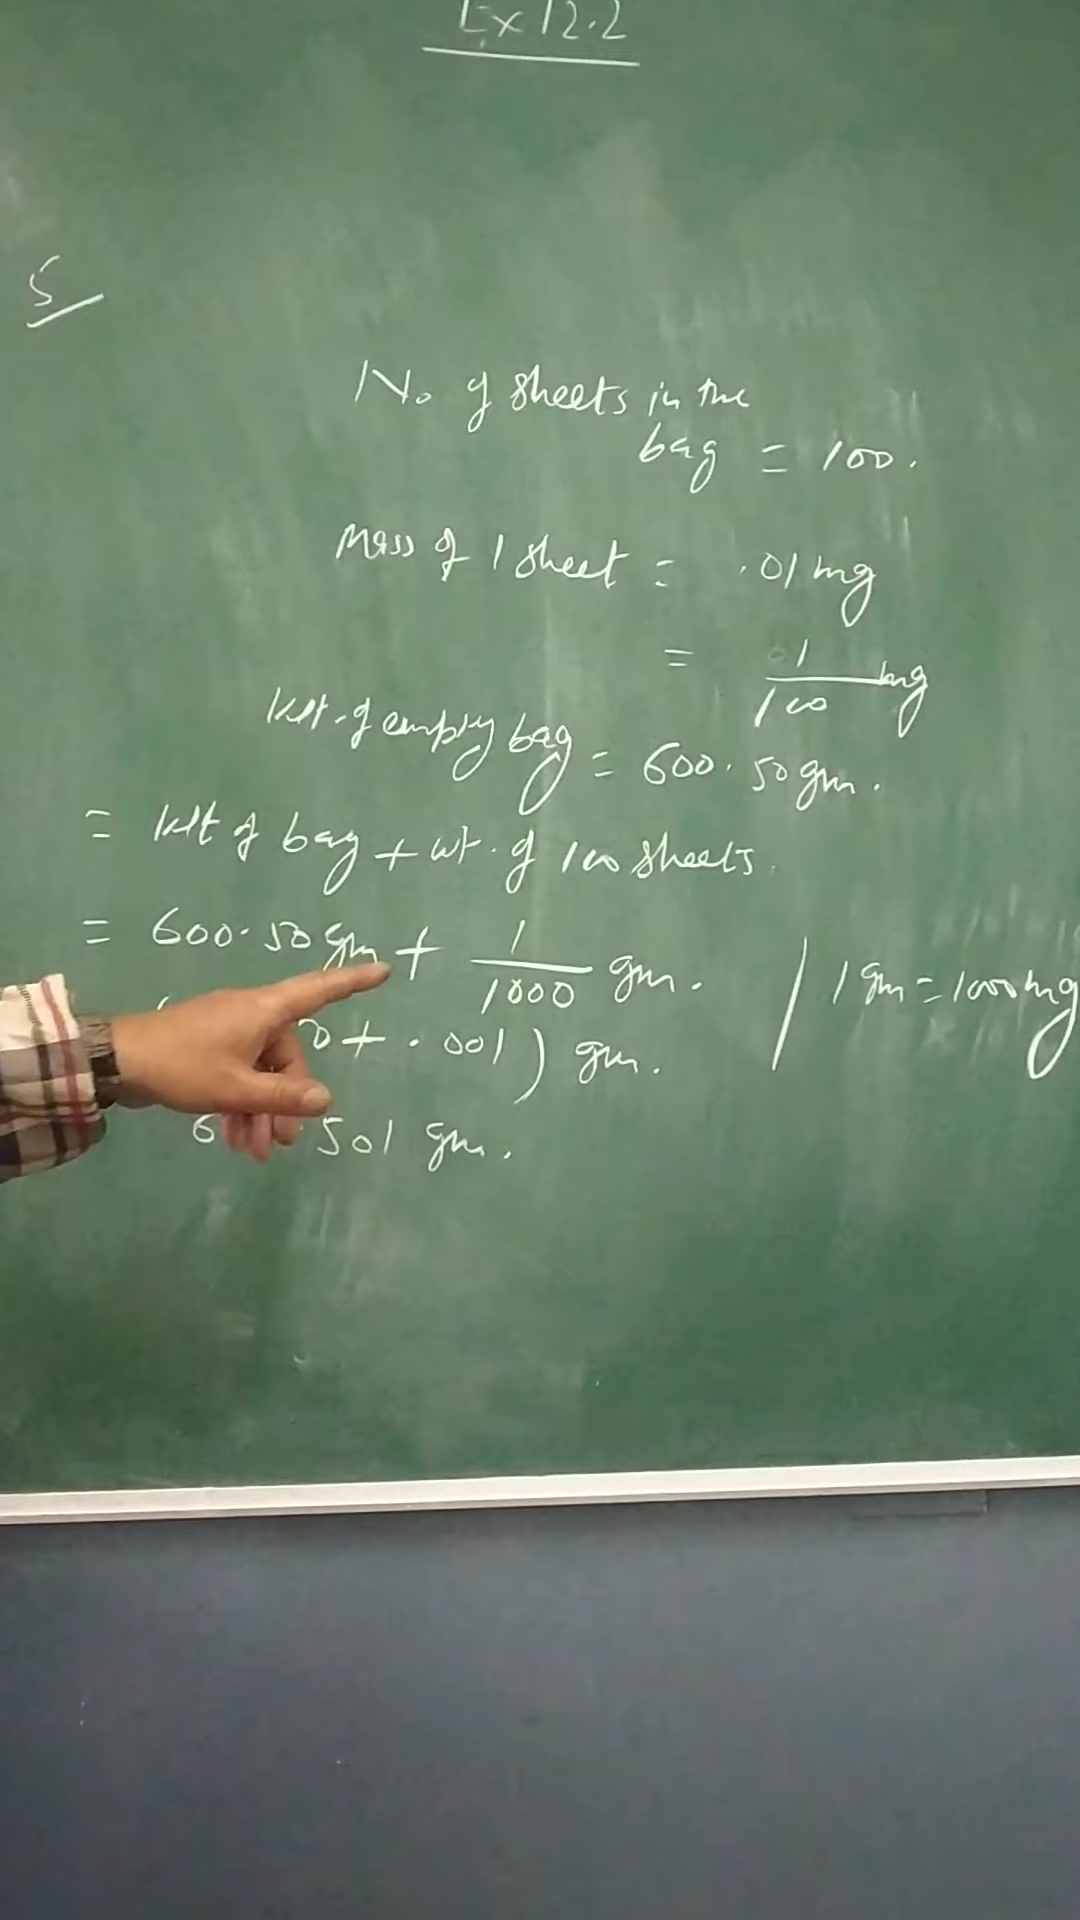 Ex 12.2
5
No. of sheets in the
bag = 100.
Mass of 1 sheet = .01 mg
= 01/100 mg
Wt. of empty bag = 600.50 gm.
= Wt of bag + wt. of 100 sheets.
= 600.50 gm + 1/1000 gm. | 1 gm = 1000 mg
0 + .001) gm.
6 .501 gm.